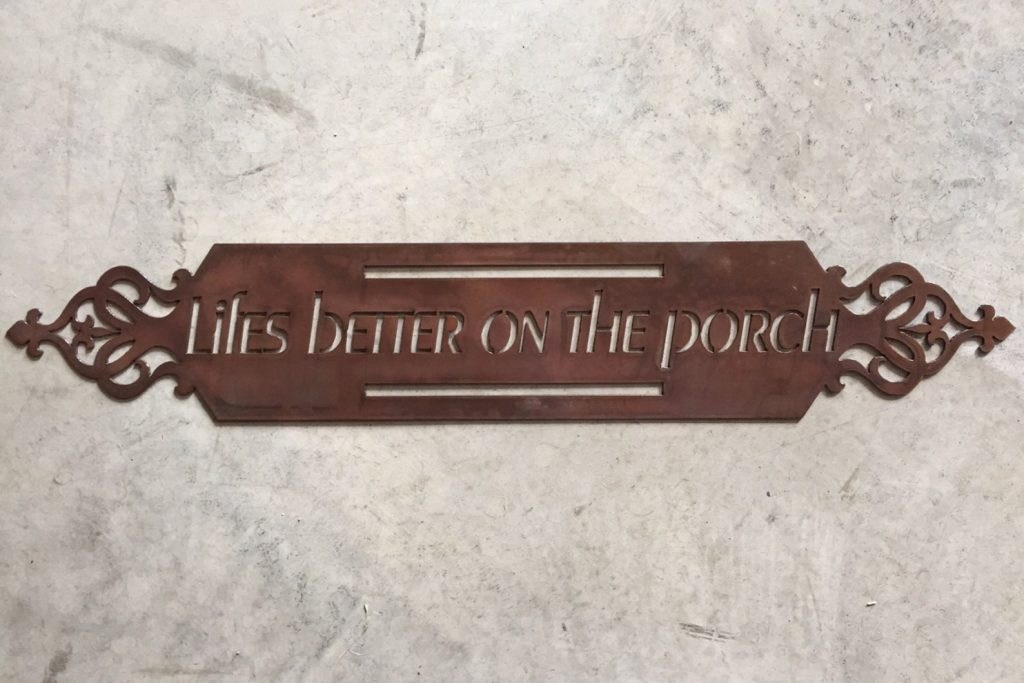 Lifes better on the porch